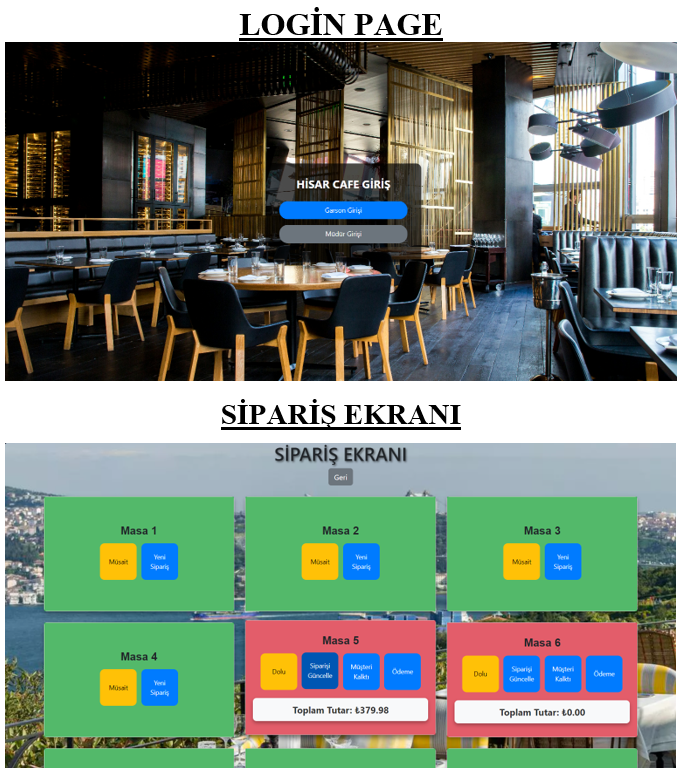 LOGİN PAGE
HİSAR CAFE GİRİŞ
Garson Girişi
Müdür Girişi
SİPARİŞ EKRANI
SİPARİŞ EKRANI
Geri
Masa 1
Müsait
Yeni
Sipariş
Masa 2
Müsait
Yeni
Sipariş
Masa 3
Müsait
Yeni
Sipariş
Masa 4
Müsait
Yeni
Sipariş
Masa 5
Dolu
Siparişi
Güncelle
Müşteri
Kalktı
Ödeme
Toplam Tutar: ₺379.98
Masa 6
Dolu
Siparişi
Güncelle
Müşteri
Kalktı
Ödeme
Toplam Tutar: ₺0.00